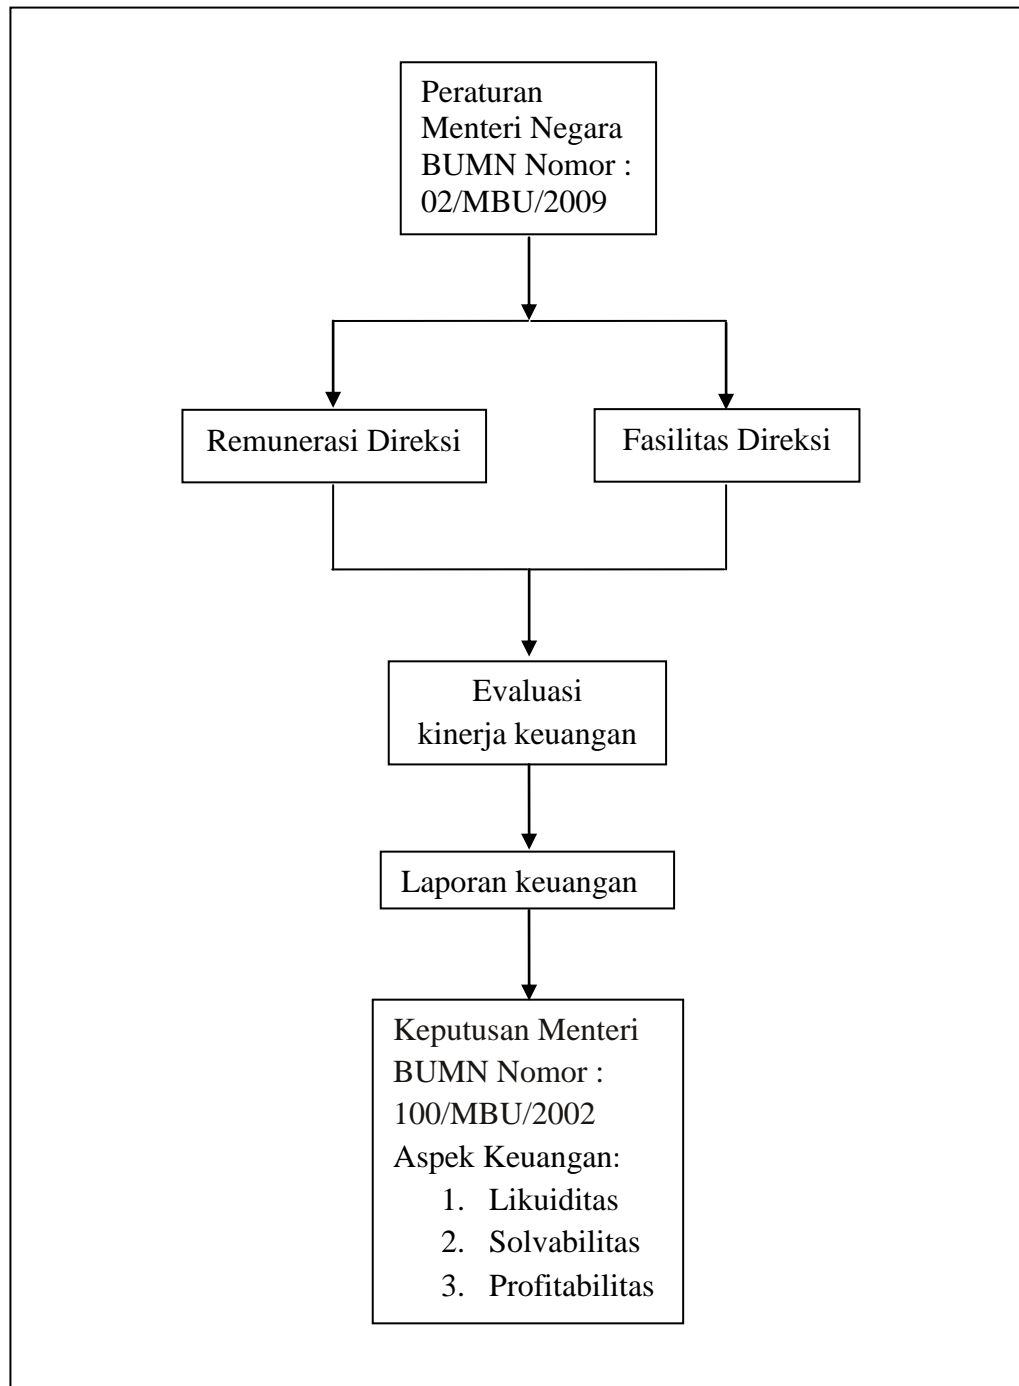 Peraturan
Menteri Negara
BUMN Nomor :
02/MBU/2009
Remunerasi Direksi
Fasilitas Direksi
Evaluasi
kinerja keuangan
Laporan keuangan
Keputusan Menteri
BUMN Nomor :
100/MBU/2002
Aspek Keuangan:
1. Likuiditas
2. Solvabilitas
3. Profitabilitas